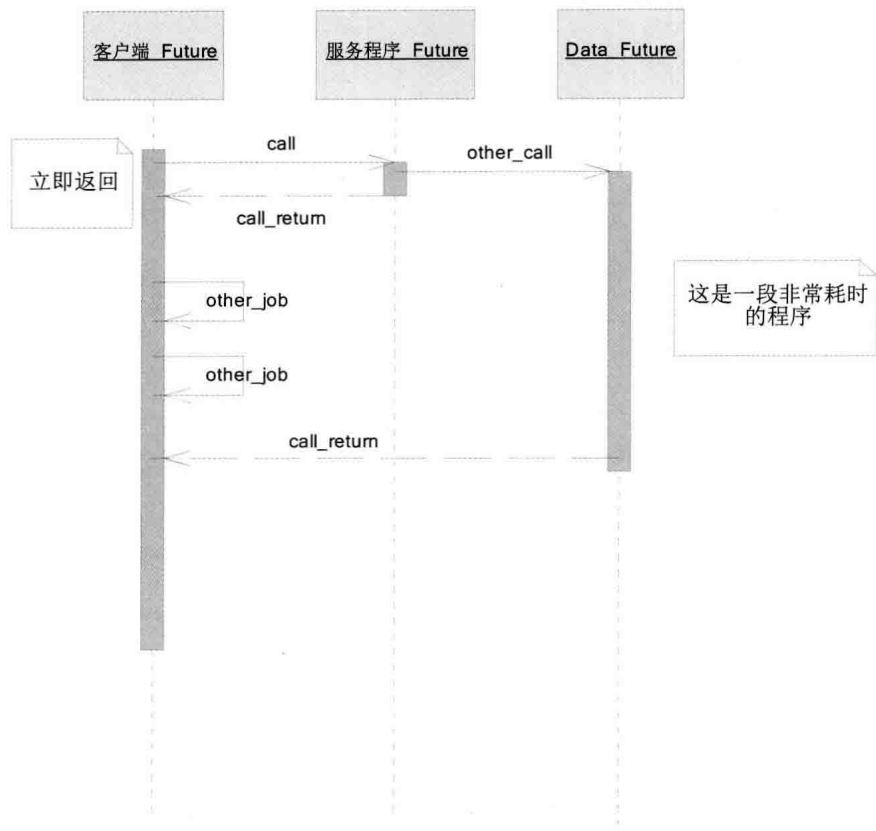 客户端 Future
服务程序 Future
Data Future
立即返回
call
other_call
call_return
这是一段非常耗时
的程序
other_job
other_job
call_return